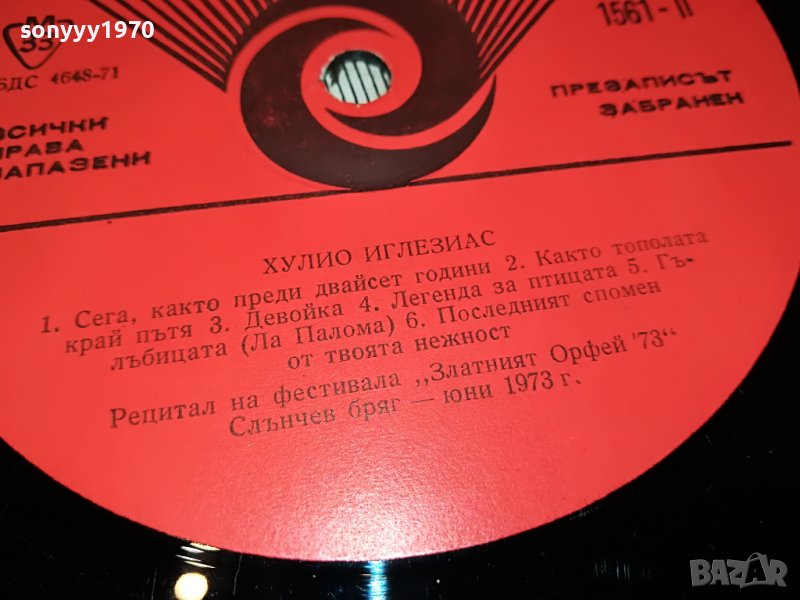 sonyyy1970
М
33
БДС 4648-71
ВСИЧКИ
ПРАВА
ЗАПАЗЕНИ
1561 - II
ПРЕЗАПИСЪТ
ЗАБРАНЕН
ХУЛИО ИГЛЕЗИАС
1. Сега, както преди двайсет години 2. Както тополата
край пътя 3. Девойка 4. Легенда за птицата 5. Гъ-
лъбицата (Ла Палома) 6. Последният спомен
от твоята нежност
Рецитал на фестивала „Златният Орфей '73“
Слънчев бряг — юни 1973 г.
BAZAR